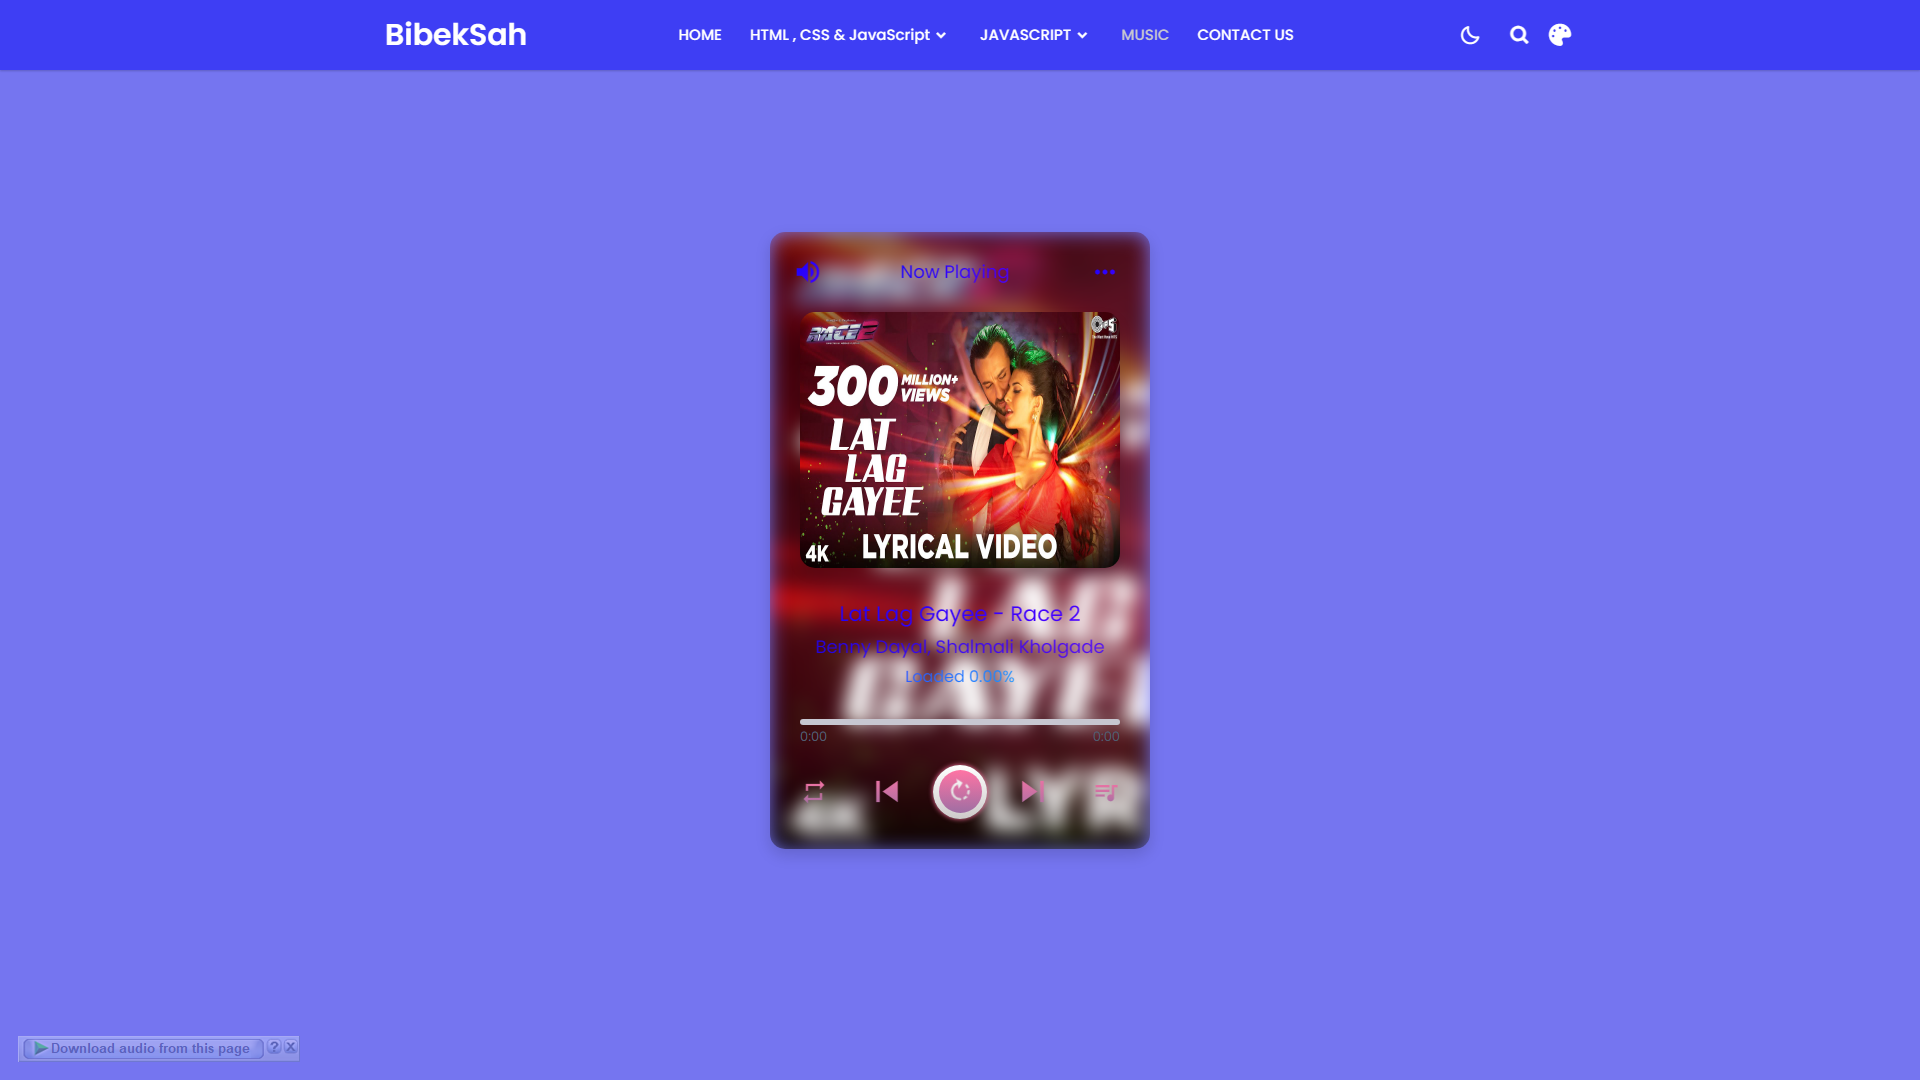 BibekSah
HOME
HTML , CSS & JavaScript
JAVASCRIPT
MUSIC
CONTACT US
Now Playing
RACE 2
300 MILLION+
VIEWS
LAT
LAG
GAYEE
4K
LYRICAL VIDEO
Lat Lag Gayee - Race 2
Benny Dayal, Shalmali Kholgade
Loaded 0.00%
0:00
0:00
Download audio from this page
?
X